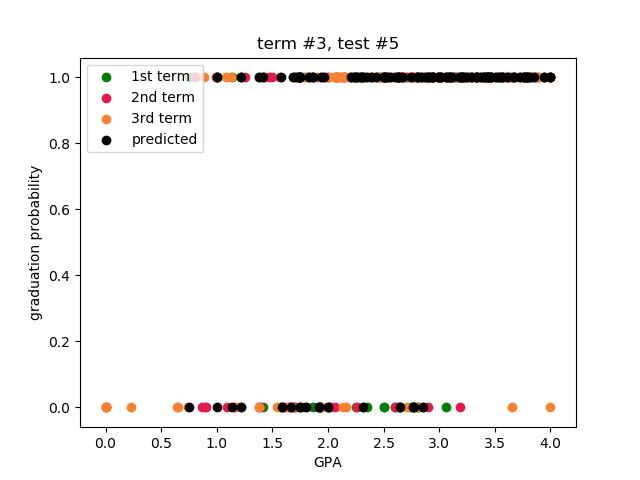 term #3, test #5
1st term
2nd term
3rd term
predicted
graduation probability
1.0
0.8
0.6
0.4
0.2
0.0
0.0 0.5 1.0 1.5 2.0 2.5 3.0 3.5 4.0
GPA